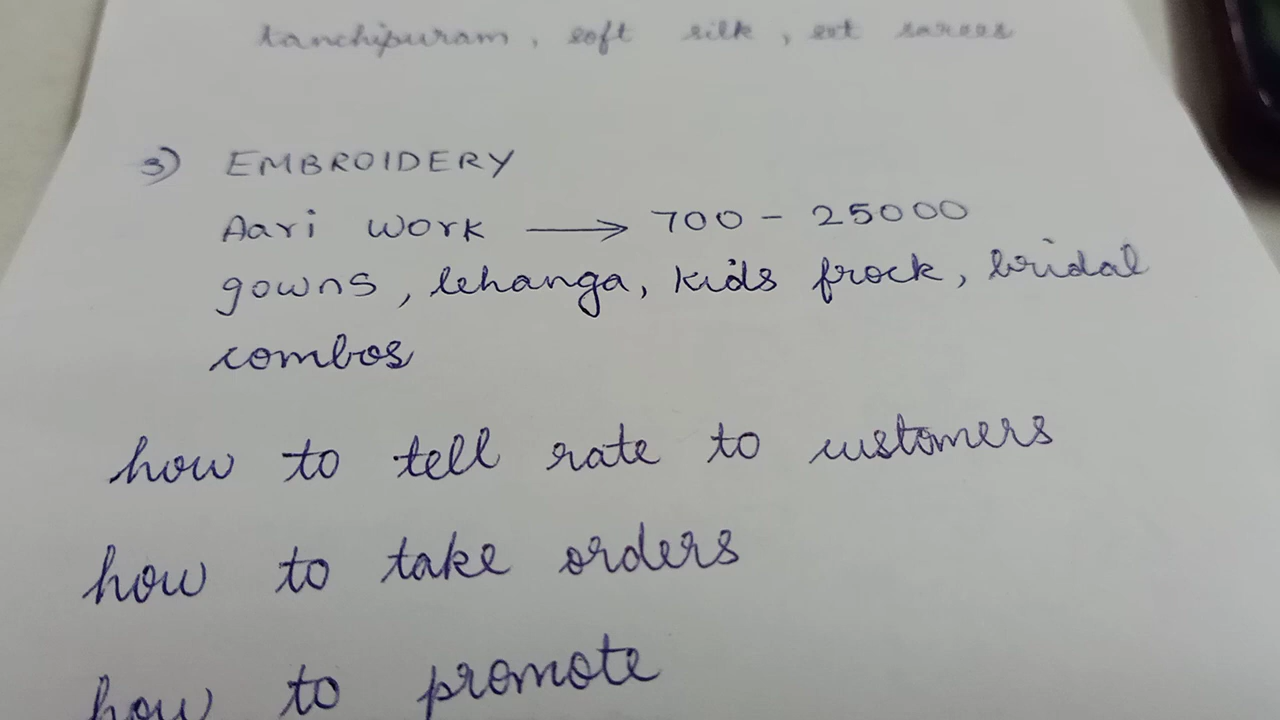 kanchipuram, soft silk, ect sarees
3) EMBROIDERY
Aari work → 700 - 25000
gowns, lehanga, kids frock, bridal
combos
how to tell rate to customers
how to take orders
how to promote